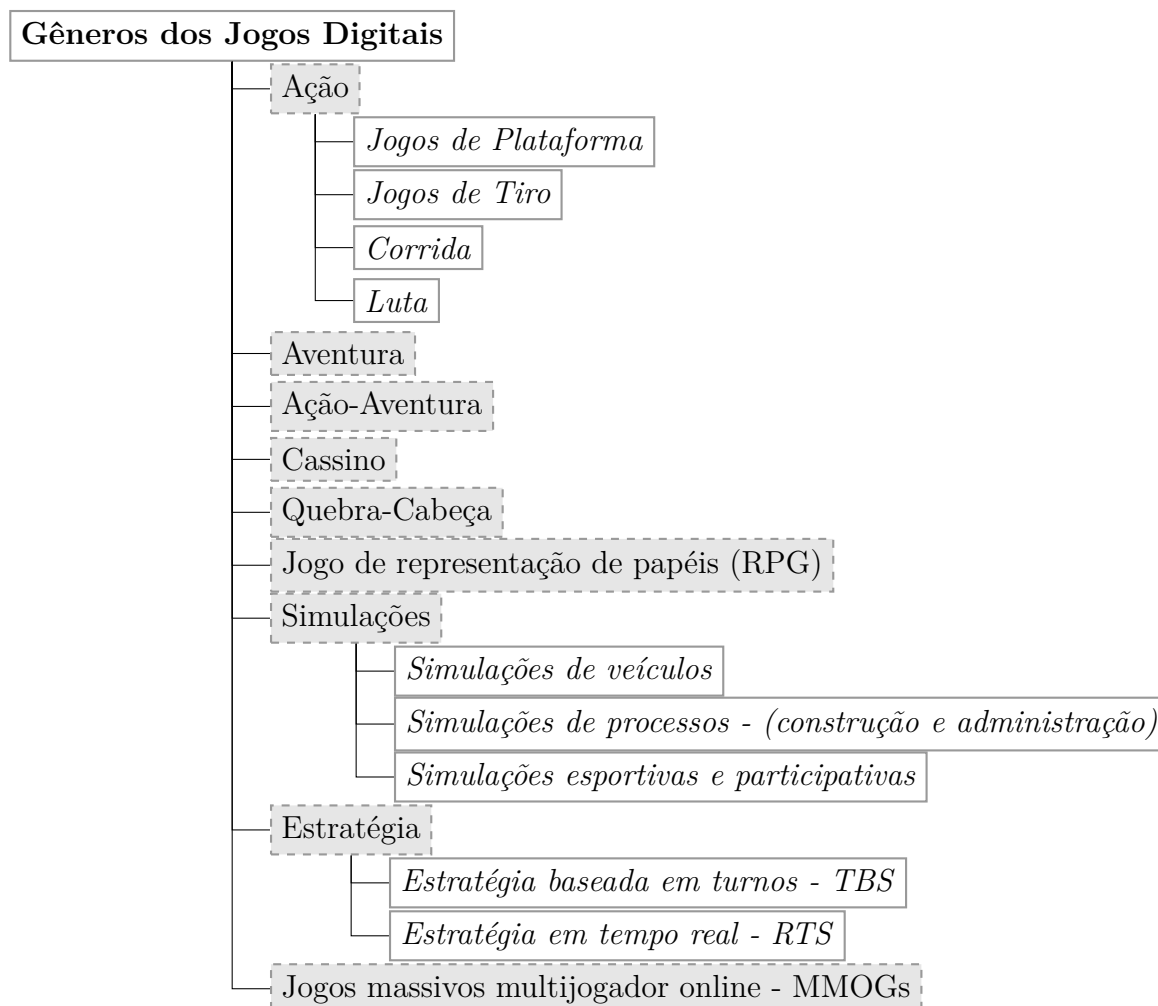 Gêneros dos Jogos Digitais
Ação
Jogos de Plataforma
Jogos de Tiro
Corrida
Luta
Aventura
Ação-Aventura
Cassino
Quebra-Cabeça
Jogo de representação de papéis (RPG)
Simulações
Simulações de veículos
Simulações de processos - (construção e administração)
Simulações esportivas e participativas
Estratégia
Estratégia baseada em turnos - TBS
Estratégia em tempo real - RTS
Jogos massivos multijogador online - MMOGs